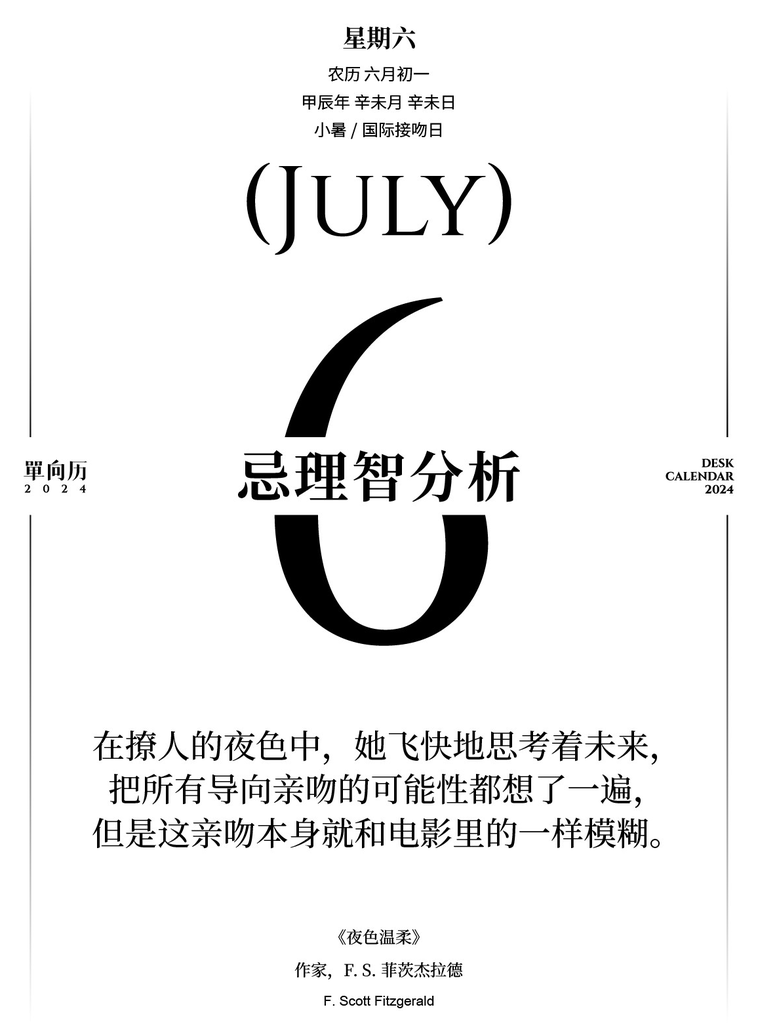 星期六
农历 六月初一
甲辰年 辛未月 辛未日
小暑 / 国际接吻日
(JULY)
6
單向历
2024
忌理智分析
DESK
CALENDAR
2024
在撩人的夜色中，她飞快地思考着未来，
把所有导向亲吻的可能性都想了一遍，
但是这亲吻本身就和电影里的一样模糊。
《夜色温柔》
作家，F. S. 菲茨杰拉德
F. Scott Fitzgerald